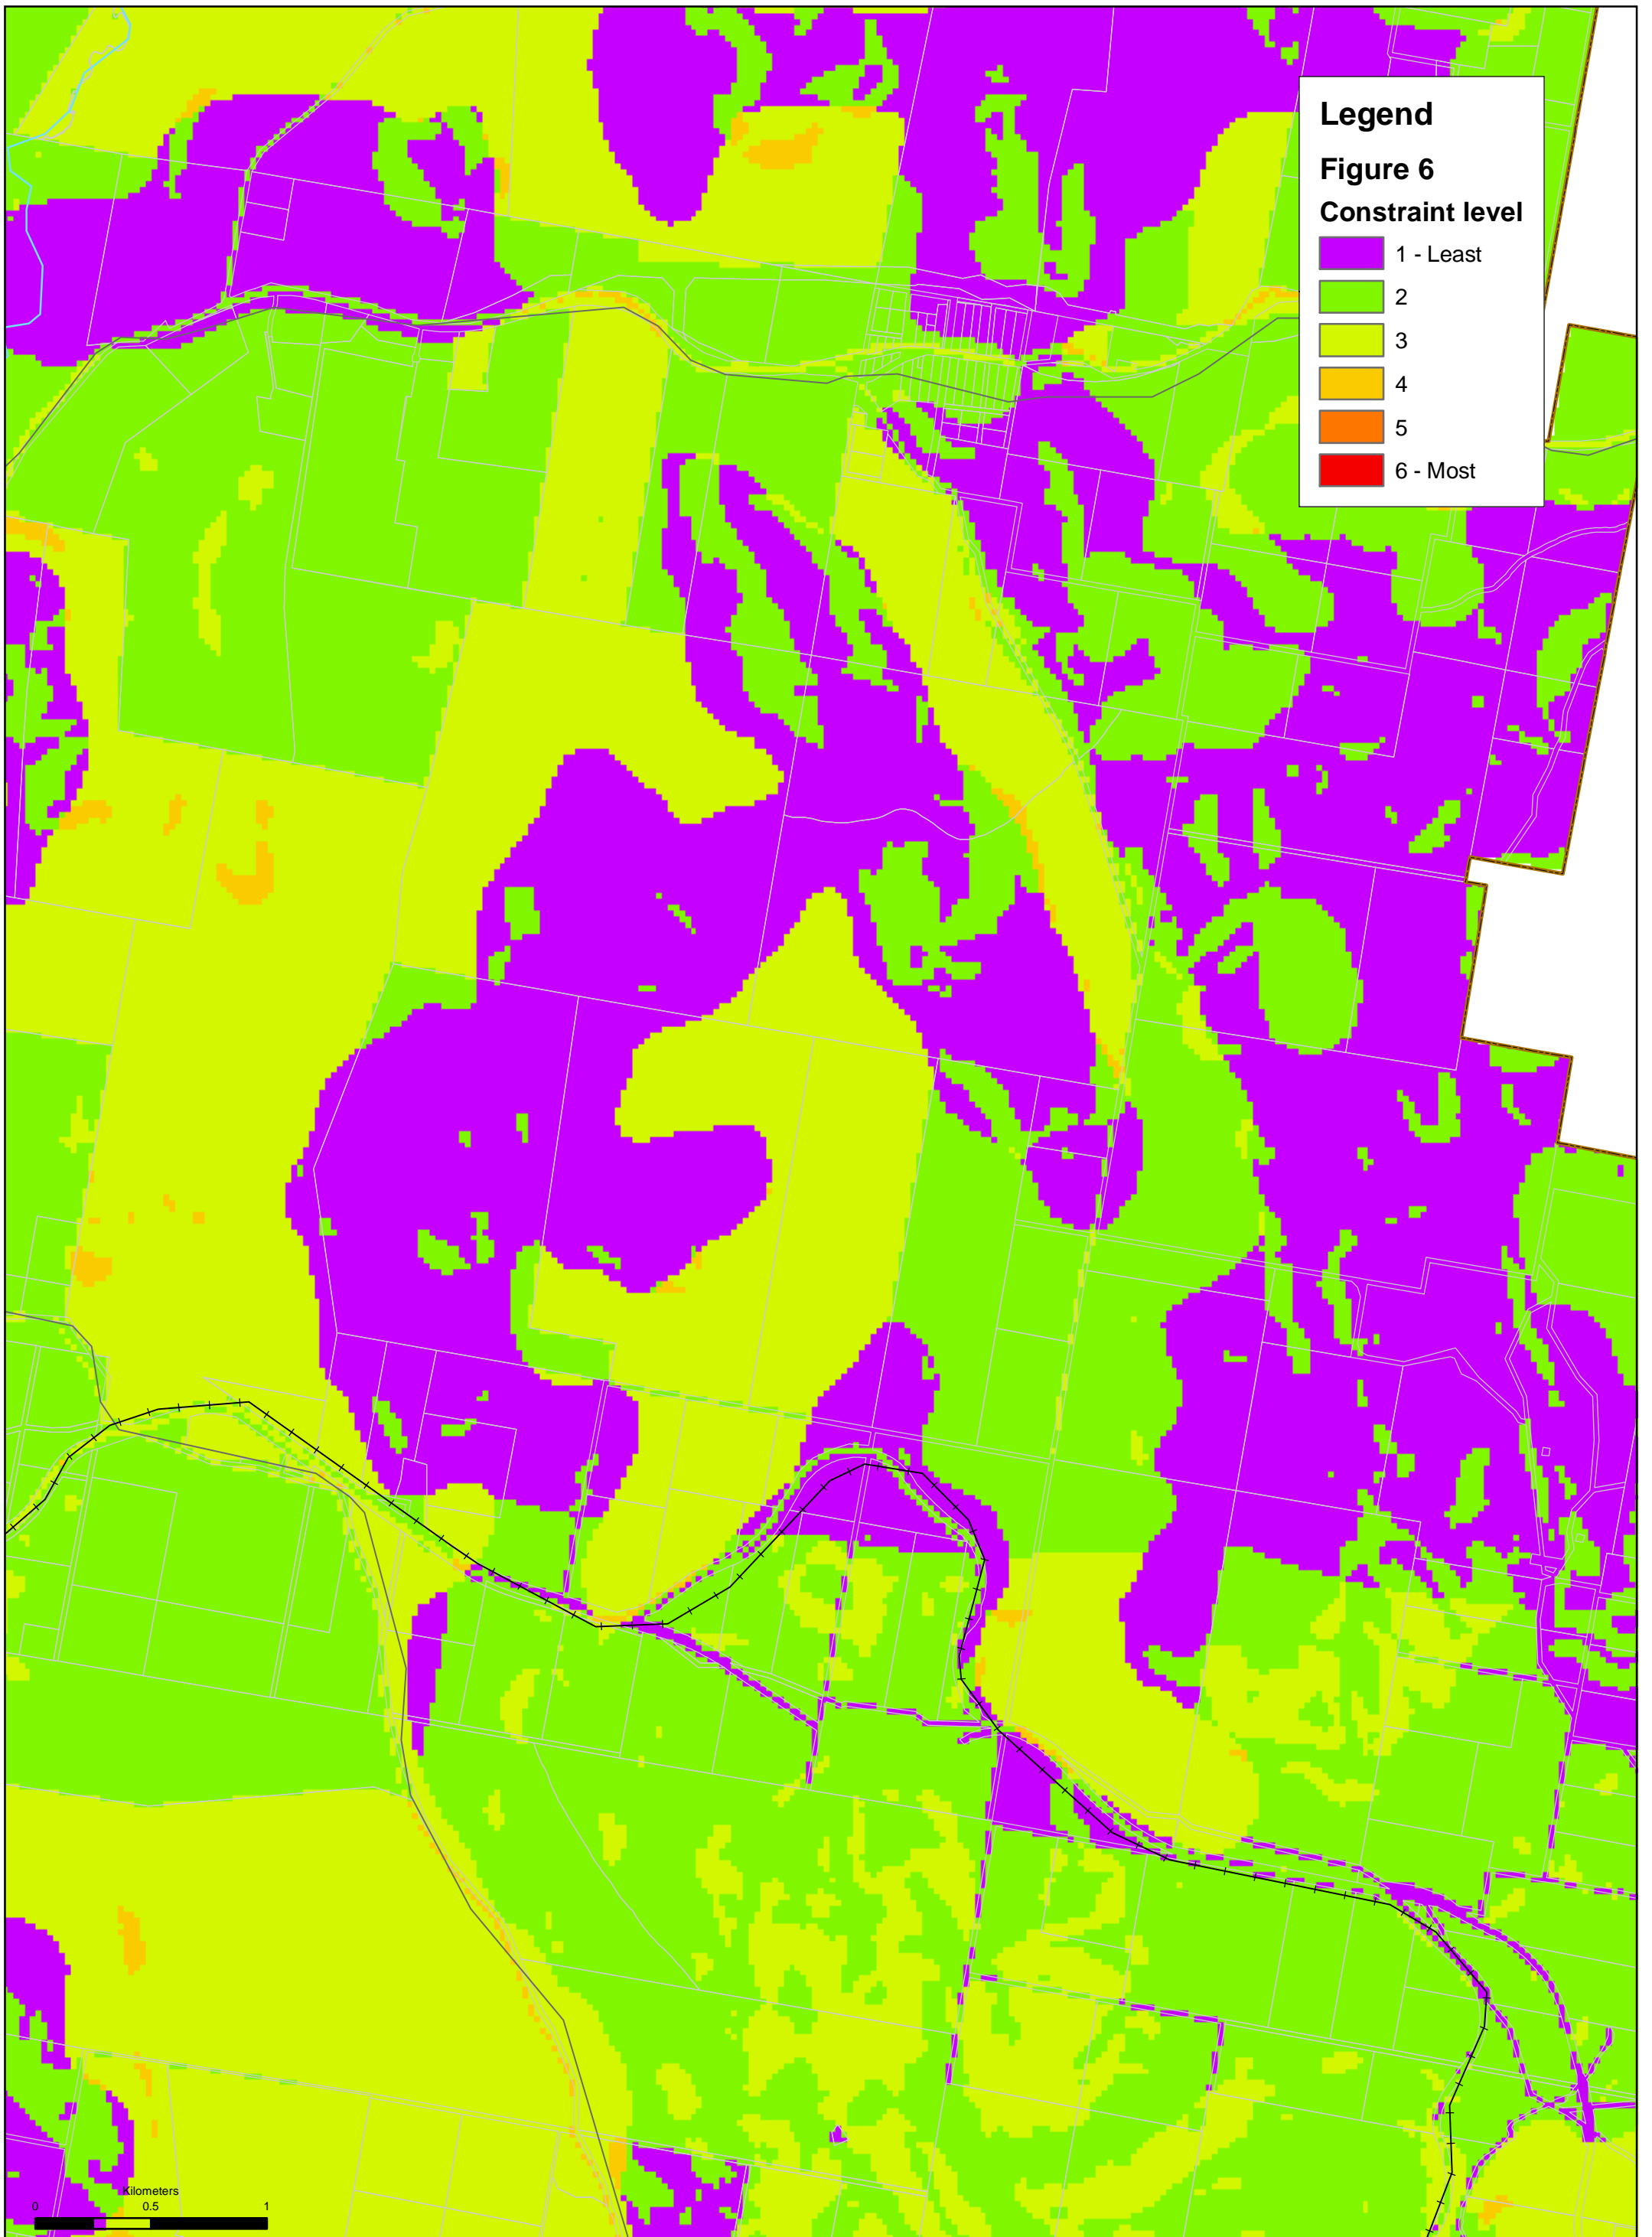 Legend
Figure 6
Constraint level
1 - Least
2
3
4
5
6 - Most
Kilometers
0 0.5 1